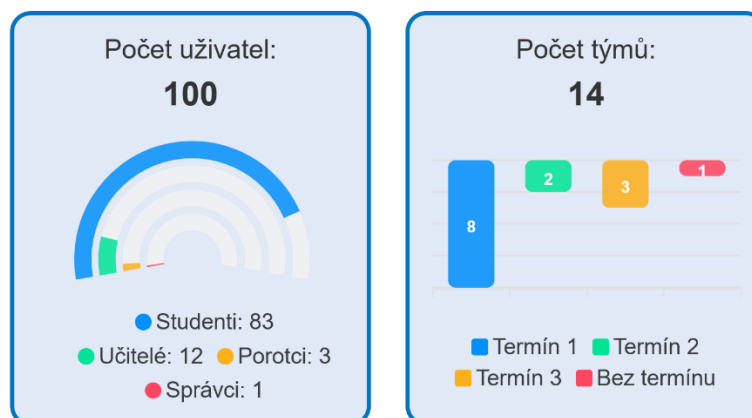 Počet uživatel:
100
Studenti: 83
Učitelé: 12 Porotci: 3
Správci: 1
Počet týmů:
14
8
2
3
1
Termín 1 Termín 2
Termín 3 Bez termínu